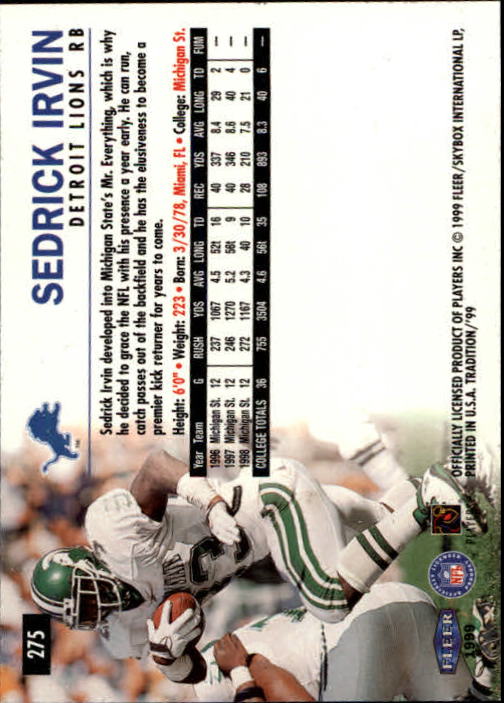 275
SEDRICK IRVIN
DETROIT LIONS RB
Sedrick Irvin developed into Michigan State's Mr. Everything, which is why
he decided to grace the NFL with his presence a year early. He can run,
catch passes out of the backfield and he has the elusiveness to become a
premier kick returner for years to come.
Height: 6'0" • Weight: 223 • Born: 3/30/78, Miami, FL • College: Michigan St.
Year Team G RUSH YDS AVG LONG TD REC YDS AVG LONG TD FUM
1996 Michigan St. 12 237 1067 4.5 52t 16 40 337 8.4 29 2 —
1997 Michigan St. 12 246 1270 5.2 56t 9 40 346 8.6 40 4 —
1998 Michigan St. 12 272 1167 4.3 40 10 28 210 7.5 21 0 —
COLLEGE TOTALS 36 755 3504 4.6 56t 35 108 893 8.3 40 6 —
FLEER
1999
NFL
PLAYERS
OFFICIALLY LICENSED PRODUCT OF PLAYERS INC © 1999 FLEER/SKYBOX INTERNATIONAL LP,
PRINTED IN U.S.A. TRADITION/'99